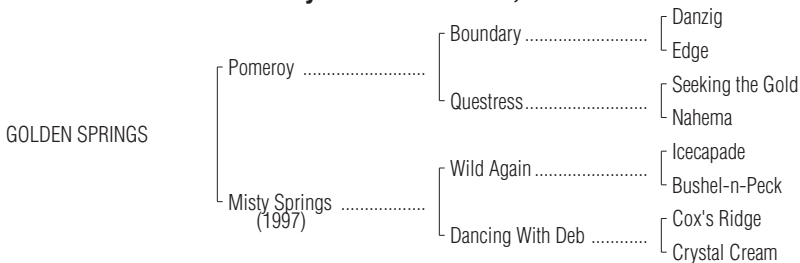 Danzig
Boundary ..............................
Edge
Pomeroy ..............................
Seeking the Gold
Questress..............................
Nahema
GOLDEN SPRINGS
Icecapade
Wild Again ............................
Bushel-n-Peck
Misty Springs ....................
(1997)
Cox's Ridge
Dancing With Deb ..............
Crystal Cream